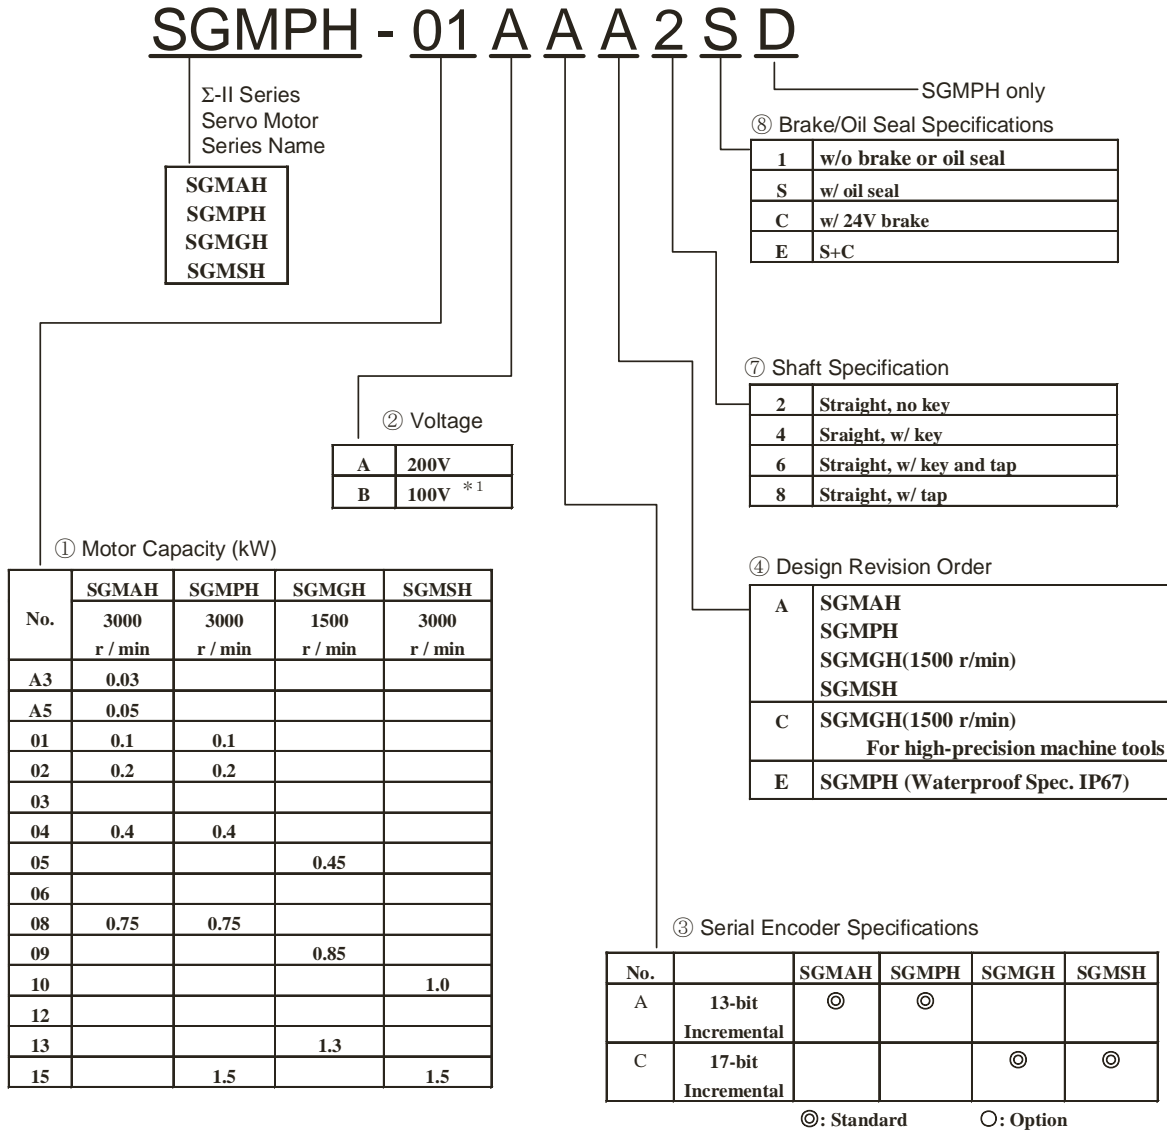 SGMPH - 01 A A A 2 S D
Σ-II Series
Servo Motor
Series Name
SGMAH
SGMPH
SGMGH
SGMSH
SGMPH only
⑧ Brake/Oil Seal Specifications
1 w/o brake or oil seal
S w/ oil seal
C w/ 24V brake
E S+C
⑦ Shaft Specification
2 Straight, no key
4 Sraight, w/ key
6 Straight, w/ key and tap
8 Straight, w/ tap
② Voltage
A 200V
B 100V *1
④ Design Revision Order
A SGMAH
SGMPH
SGMGH(1500 r/min)
SGMSH
C SGMGH(1500 r/min)
For high-precision machine tools
E SGMPH (Waterproof Spec. IP67)
① Motor Capacity (kW)
No. SGMAH SGMPH SGMGH SGMSH
3000 3000 1500 3000
r / min r / min r / min r / min
A3 0.03
A5 0.05
01 0.1 0.1
02 0.2 0.2
03
04 0.4 0.4
05 0.45
06
08 0.75 0.75
09 0.85
10 1.0
12
13 1.3
15 1.5 1.5
③ Serial Encoder Specifications
No. SGMAH SGMPH SGMGH SGMSH
A 13-bit ◎ ◎
Incremental
C 17-bit ◎ ◎
Incremental
◎: Standard ○: Option